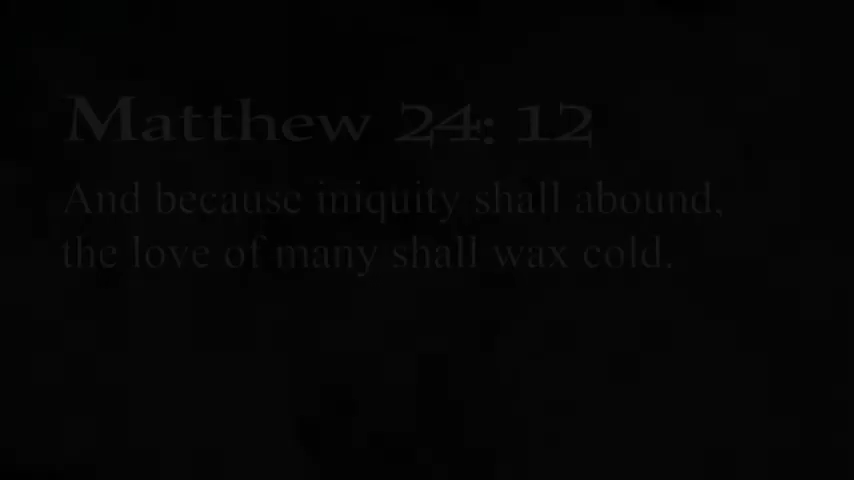 Matthew 24: 12
And because iniquity shall abound,
the love of many shall wax cold.